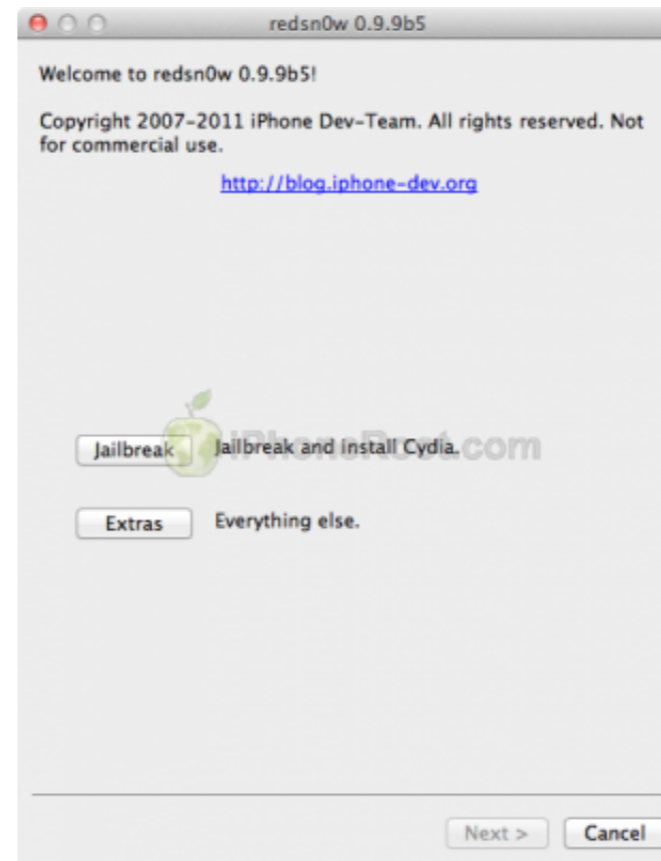 redsn0w 0.9.9b5
Welcome to redsn0w 0.9.9b5!
Copyright 2007-2011 iPhone Dev-Team. All rights reserved. Not
for commercial use.
http://blog.iphone-dev.org
iPhoneRoot.com
Jailbreak Jailbreak and install Cydia.
Extras Everything else.
Next > Cancel